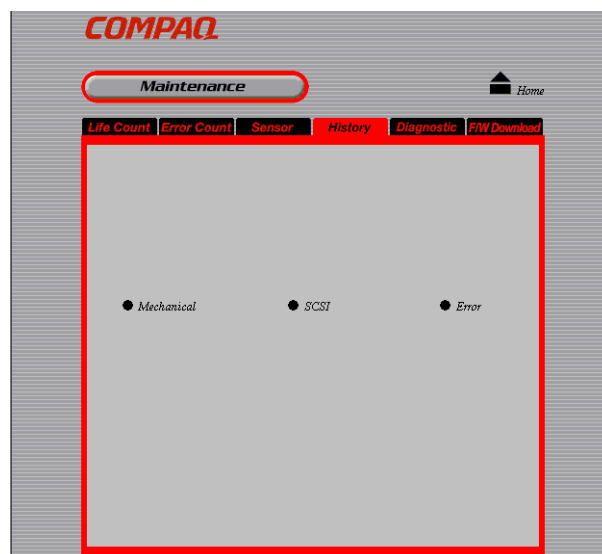 COMPAQ
Maintenance
Home
Life Count Error Count Sensor History Diagnostic F/W Download
Mechanical SCSI Error